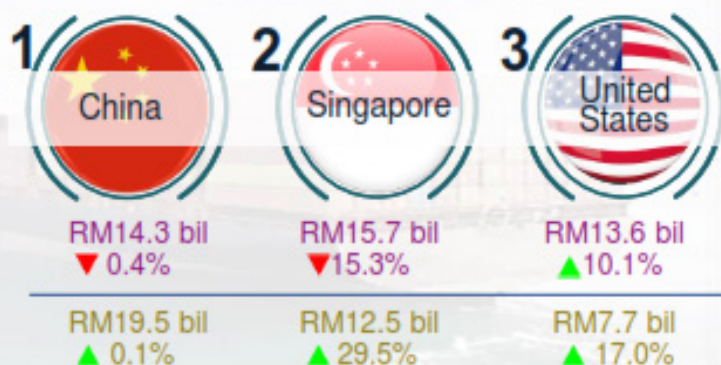 1 China
2 Singapore
3 United States
RM14.3 bil
▼ 0.4%
RM15.7 bil
▼15.3%
RM13.6 bil
▲10.1%
RM19.5 bil
▲ 0.1%
RM12.5 bil
▲ 29.5%
RM7.7 bil
▲ 17.0%